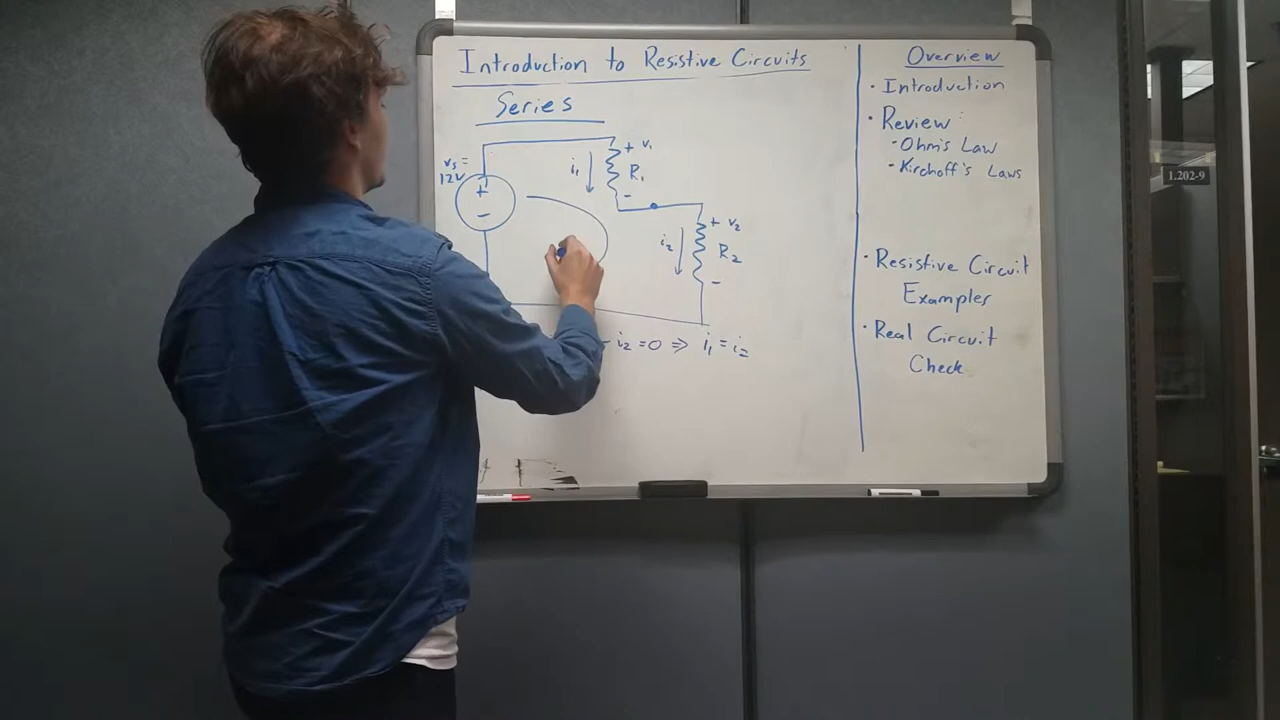 Introduction to Resistive Circuits
Series
vs =
12V
+
-
i1
+ v1
R1
-
i2
+ v2
R2
-
- i2 = 0 ⇒ i1 = i2
Overview
· Introduction
· Review:
- Ohm's Law
- Kirchoff's Laws
· Resistive Circuit
Examples
· Real Circuit
Check
1.202-9